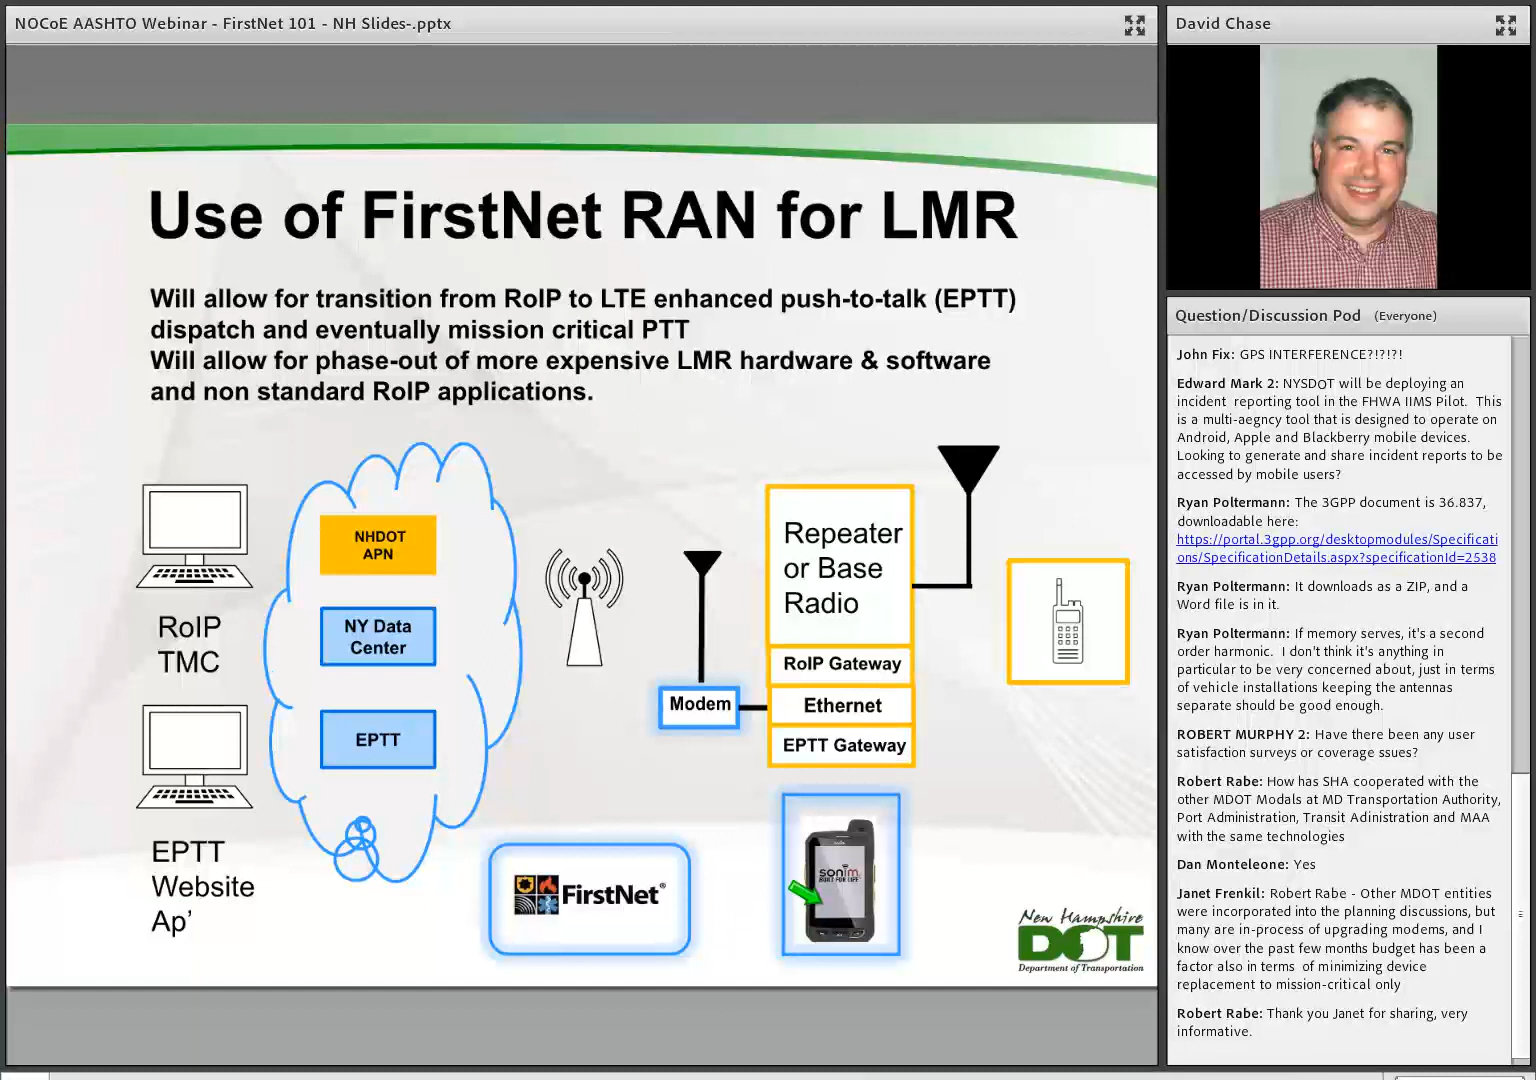 NOCoE AASHTO Webinar - FirstNet 101 - NH Slides-.pptx
Use of FirstNet RAN for LMR
Will allow for transition from RoIP to LTE enhanced push-to-talk (EPTT)
dispatch and eventually mission critical PTT
Will allow for phase-out of more expensive LMR hardware & software
and non standard RoIP applications.
RoIP
TMC
EPTT
Website
Ap'
NHDOT
APN
NY Data
Center
EPTT
Modem
Repeater
or Base
Radio
RoIP Gateway
Ethernet
EPTT Gateway
FirstNet®
sonim
BUILT FOR LIFE
New Hampshire
DOT
Department of Transportation
David Chase
Question/Discussion Pod (Everyone)
John Fix: GPS INTERFERENCE?!?!?!
Edward Mark 2: NYSDOT will be deploying an
incident reporting tool in the FHWA IIMS Pilot. This
is a multi-aegncy tool that is designed to operate on
Android, Apple and Blackberry mobile devices.
Looking to generate and share incident reports to be
accessed by mobile users?
Ryan Poltermann: The 3GPP document is 36.837,
downloadable here:
https://portal.3gpp.org/desktopmodules/Specificati
ons/SpecificationDetails.aspx?specificationId=2538
Ryan Poltermann: It downloads as a ZIP, and a
Word file is in it.
Ryan Poltermann: If memory serves, it's a second
order harmonic. I don't think it's anything in
particular to be very concerned about, just in terms
of vehicle installations keeping the antennas
separate should be good enough.
ROBERT MURPHY 2: Have there been any user
satisfaction surveys or coverage ssues?
Robert Rabe: How has SHA cooperated with the
other MDOT Modals at MD Transportation Authority,
Port Administration, Transit Adinistration and MAA
with the same technologies
Dan Monteleone: Yes
Janet Frenkil: Robert Rabe - Other MDOT entities
were incorporated into the planning discussions, but
many are in-process of upgrading modems, and I
know over the past few months budget has been a
factor also in terms of minimizing device
replacement to mission-critical only
Robert Rabe: Thank you Janet for sharing, very
informative.